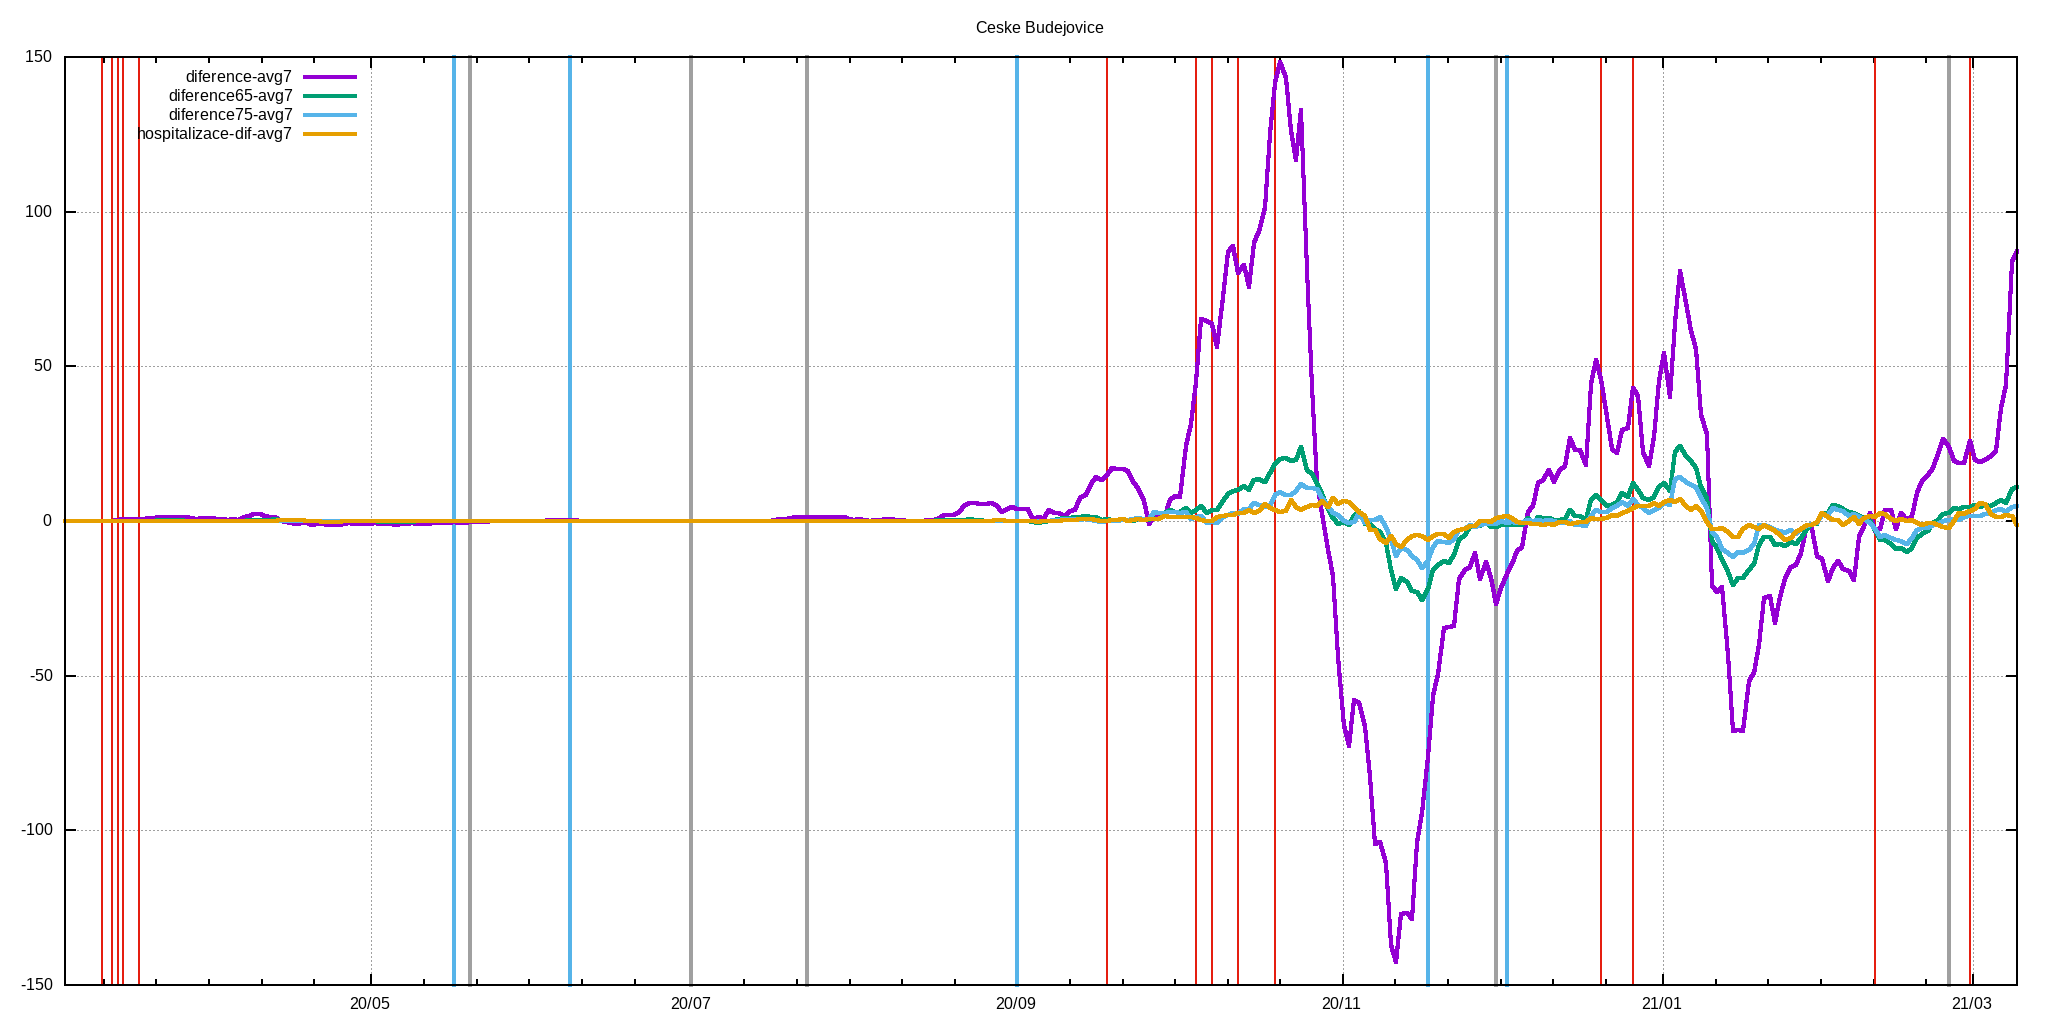 Ceske Budejovice
150
100
50
0
-50
-100
-150
diference-avg7
diference65-avg7
diference75-avg7
hospitalizace-dif-avg7
20/05 20/07 20/09 20/11 21/01 21/03